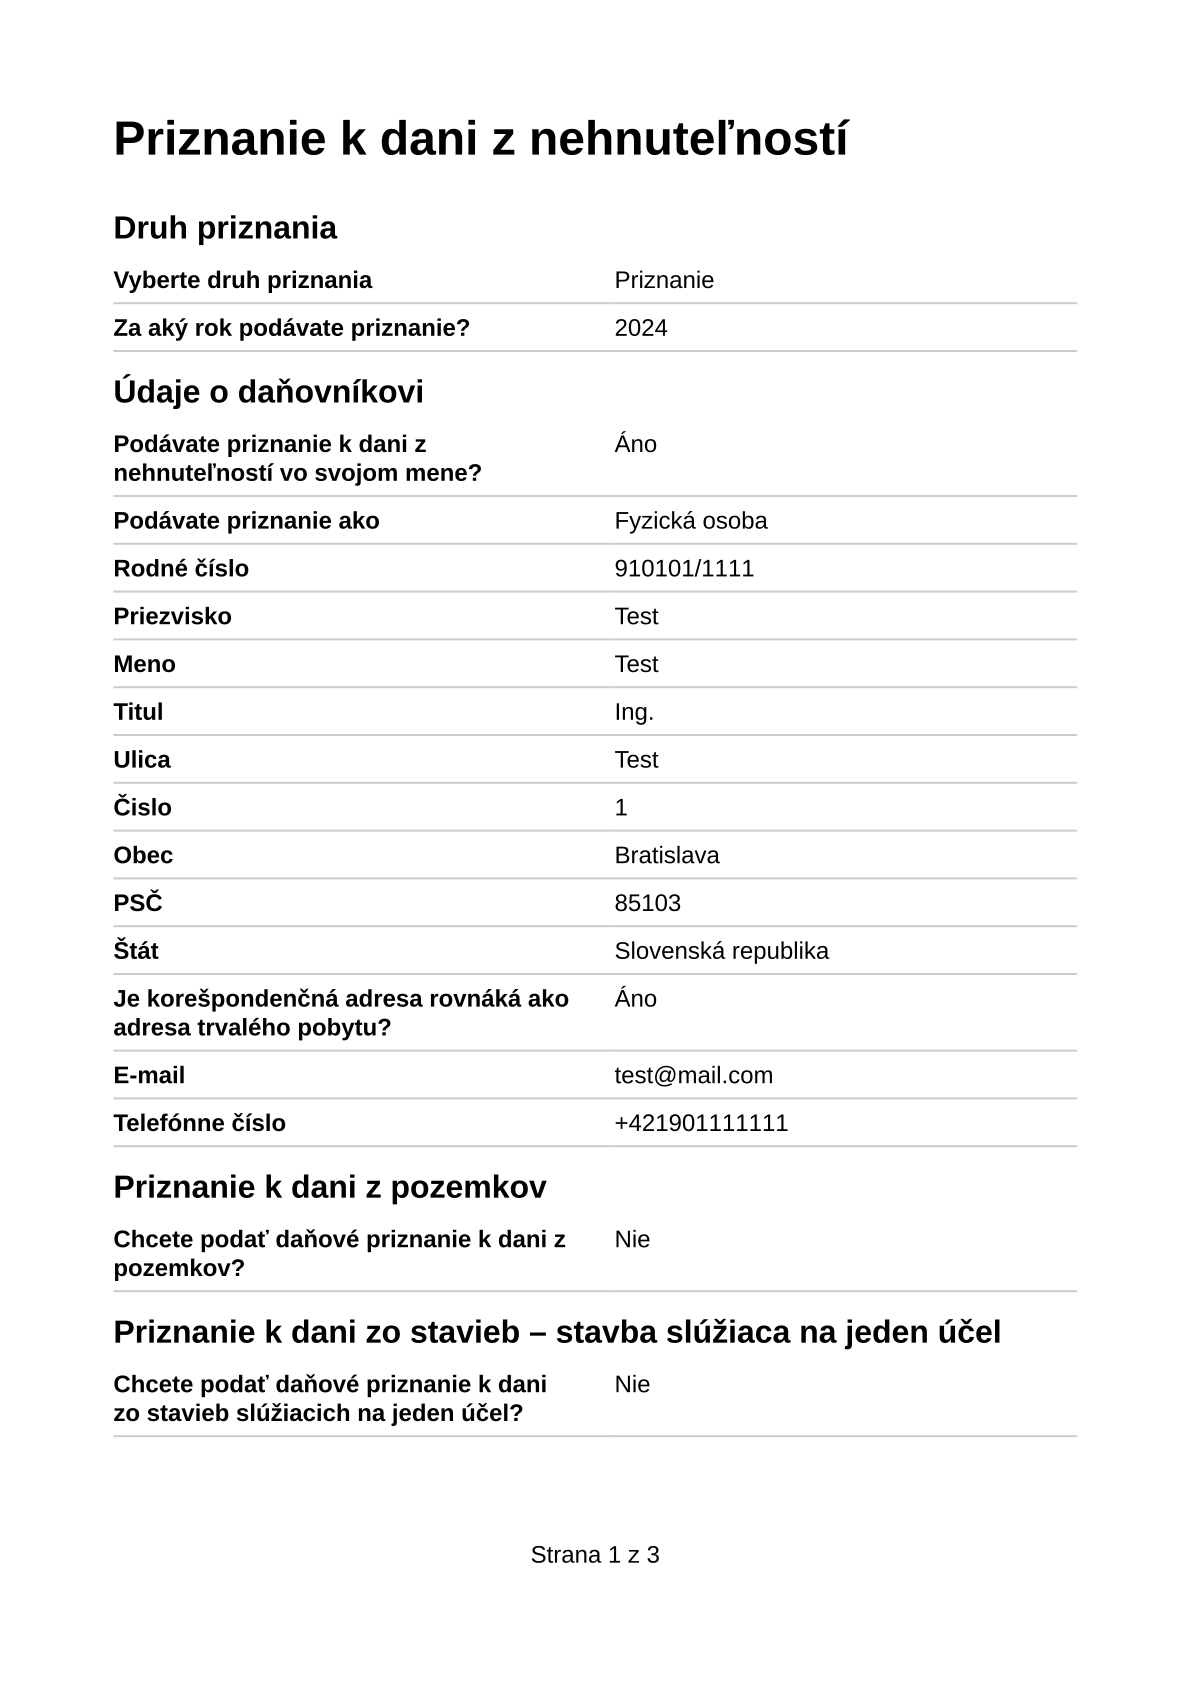 Priznanie k dani z nehnuteľností
Druh priznania
Vyberte druh priznania Priznanie
Za aký rok podávate priznanie? 2024
Údaje o daňovníkovi
Podávate priznanie k dani z Áno
nehnuteľností vo svojom mene?
Podávate priznanie ako Fyzická osoba
Rodné číslo 910101/1111
Priezvisko Test
Meno Test
Titul Ing.
Ulica Test
Čislo 1
Obec Bratislava
PSČ 85103
Štát Slovenská republika
Je korešpondenčná adresa rovnáká ako Áno
adresa trvalého pobytu?
E-mail test@mail.com
Telefónne číslo +421901111111
Priznanie k dani z pozemkov
Chcete podať daňové priznanie k dani z Nie
pozemkov?
Priznanie k dani zo stavieb – stavba slúžiaca na jeden účel
Chcete podať daňové priznanie k dani Nie
zo stavieb slúžiacich na jeden účel?
Strana 1 z 3